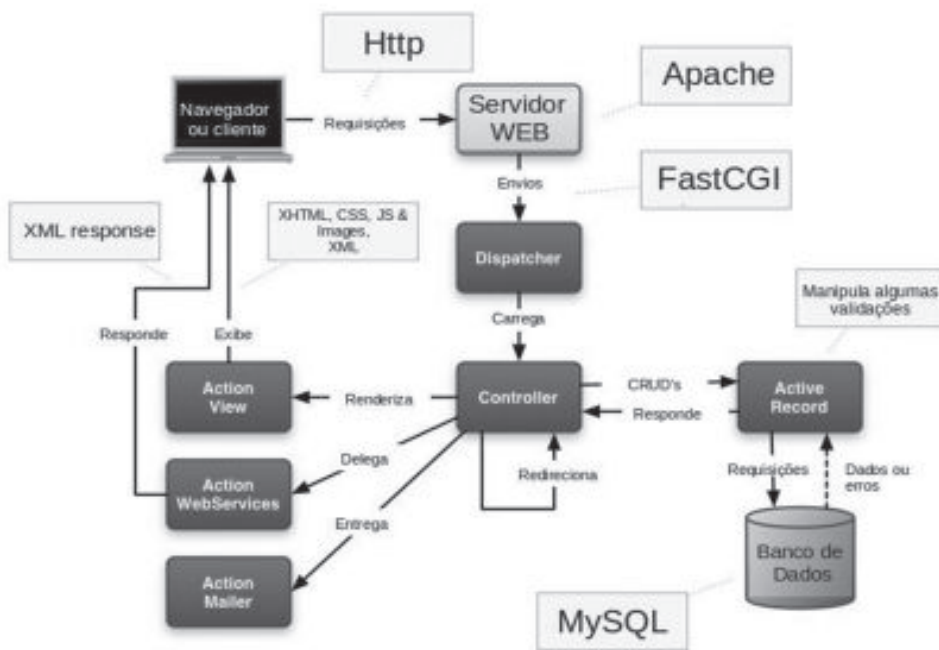 Http
Apache
Navegador
ou cliente
Requisições
Servidor
WEB
Envios
FastCGI
XML response
XHTML, CSS, JS &
Images,
XML
Dispatcher
Manipula algumas
validações
Carrega
Responde
Exibe
Action
View
Renderiza
Controller
CRUD's
Responde
Active
Record
Delega
Redireciona
Requisições
Dados ou
erros
Action
WebServices
Entrega
Action
Mailer
Banco de
Dados
MySQL